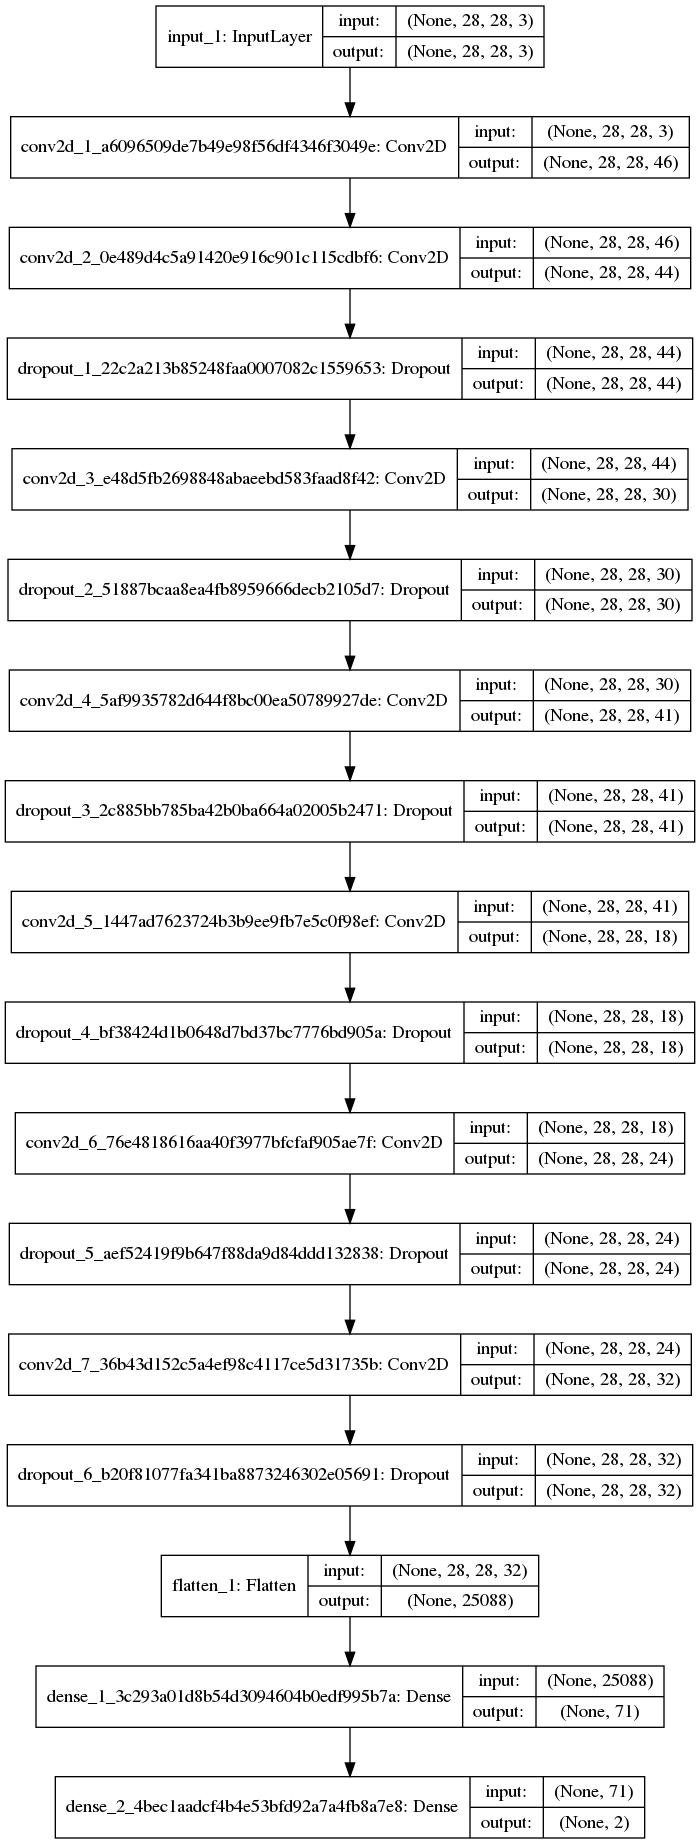 input_1: InputLayer
input: (None, 28, 28, 3)
output: (None, 28, 28, 3)
conv2d_1_a6096509de7b49e98f56df4346f3049e: Conv2D
input: (None, 28, 28, 3)
output: (None, 28, 28, 46)
conv2d_2_0e489d4c5a91420e916c901c115cdbf6: Conv2D
input: (None, 28, 28, 46)
output: (None, 28, 28, 44)
dropout_1_22c2a213b85248faa0007082c1559653: Dropout
input: (None, 28, 28, 44)
output: (None, 28, 28, 44)
conv2d_3_e48d5fb2698848abaeebd583faad8f42: Conv2D
input: (None, 28, 28, 44)
output: (None, 28, 28, 30)
dropout_2_51887bcaa8ea4fb8959666decb2105d7: Dropout
input: (None, 28, 28, 30)
output: (None, 28, 28, 30)
conv2d_4_5af9935782d644f8bc00ea50789927de: Conv2D
input: (None, 28, 28, 30)
output: (None, 28, 28, 41)
dropout_3_2c885bb785ba42b0ba664a02005b2471: Dropout
input: (None, 28, 28, 41)
output: (None, 28, 28, 41)
conv2d_5_1447ad7623724b3b9ee9fb7e5c0f98ef: Conv2D
input: (None, 28, 28, 41)
output: (None, 28, 28, 18)
dropout_4_bf38424d1b0648d7bd37bc7776bd905a: Dropout
input: (None, 28, 28, 18)
output: (None, 28, 28, 18)
conv2d_6_76e4818616aa40f3977bfcfaf905ae7f: Conv2D
input: (None, 28, 28, 18)
output: (None, 28, 28, 24)
dropout_5_aef52419f9b647f88da9d84ddd132838: Dropout
input: (None, 28, 28, 24)
output: (None, 28, 28, 24)
conv2d_7_36b43d152c5a4ef98c4117ce5d31735b: Conv2D
input: (None, 28, 28, 24)
output: (None, 28, 28, 32)
dropout_6_b20f81077fa341ba8873246302e05691: Dropout
input: (None, 28, 28, 32)
output: (None, 28, 28, 32)
flatten_1: Flatten
input: (None, 28, 28, 32)
output: (None, 25088)
dense_1_3c293a01d8b54d3094604b0edf995b7a: Dense
input: (None, 25088)
output: (None, 71)
dense_2_4bec1aadcf4b4e53bfd92a7a4fb8a7e8: Dense
input: (None, 71)
output: (None, 2)